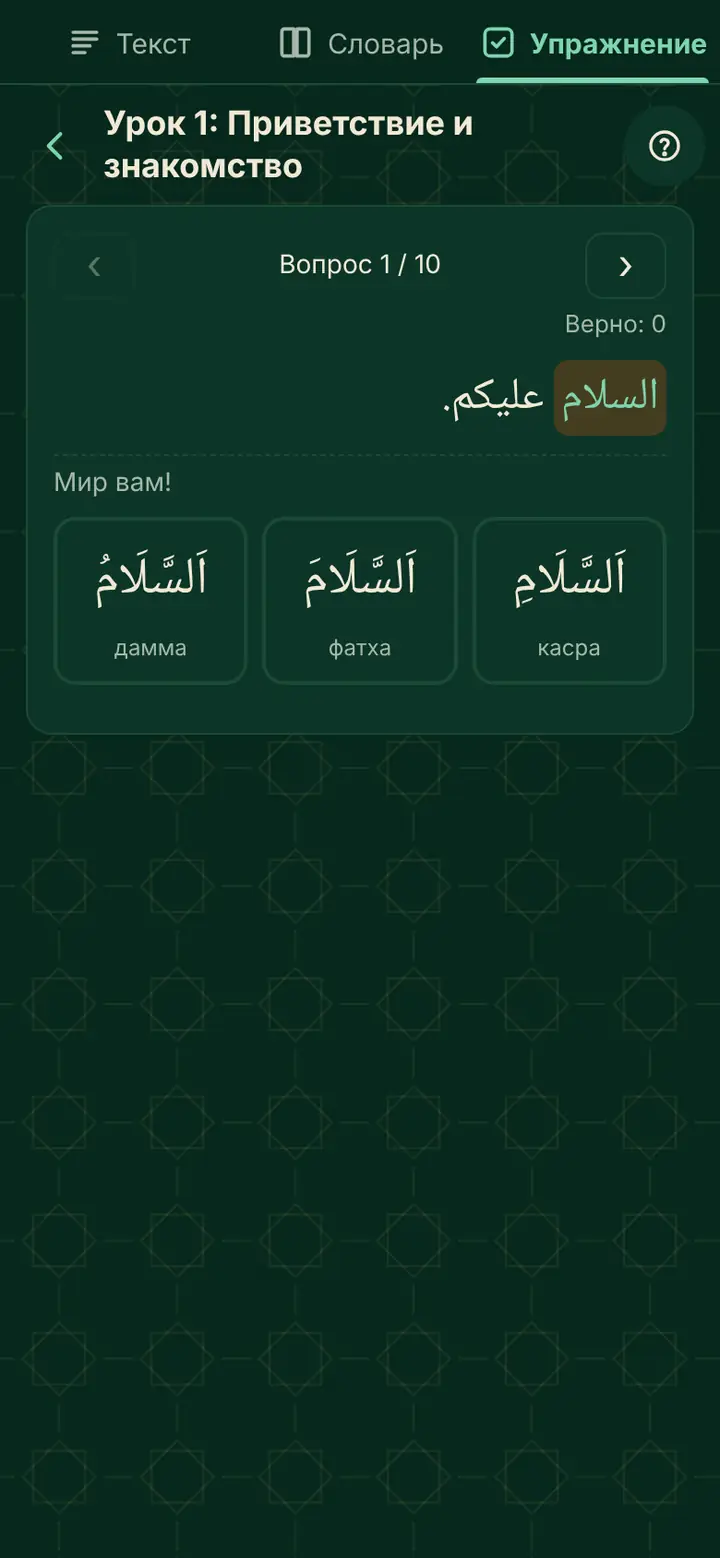 Текст
Словарь
Упражнение
Урок 1: Приветствие и
знакомство
Вопрос 1 / 10
Верно: 0
السلام عليكم.
Мир вам!
اَلسَّلَامُ
дамма
اَلسَّلَامَ
фатха
اَلسَّلَامِ
касра